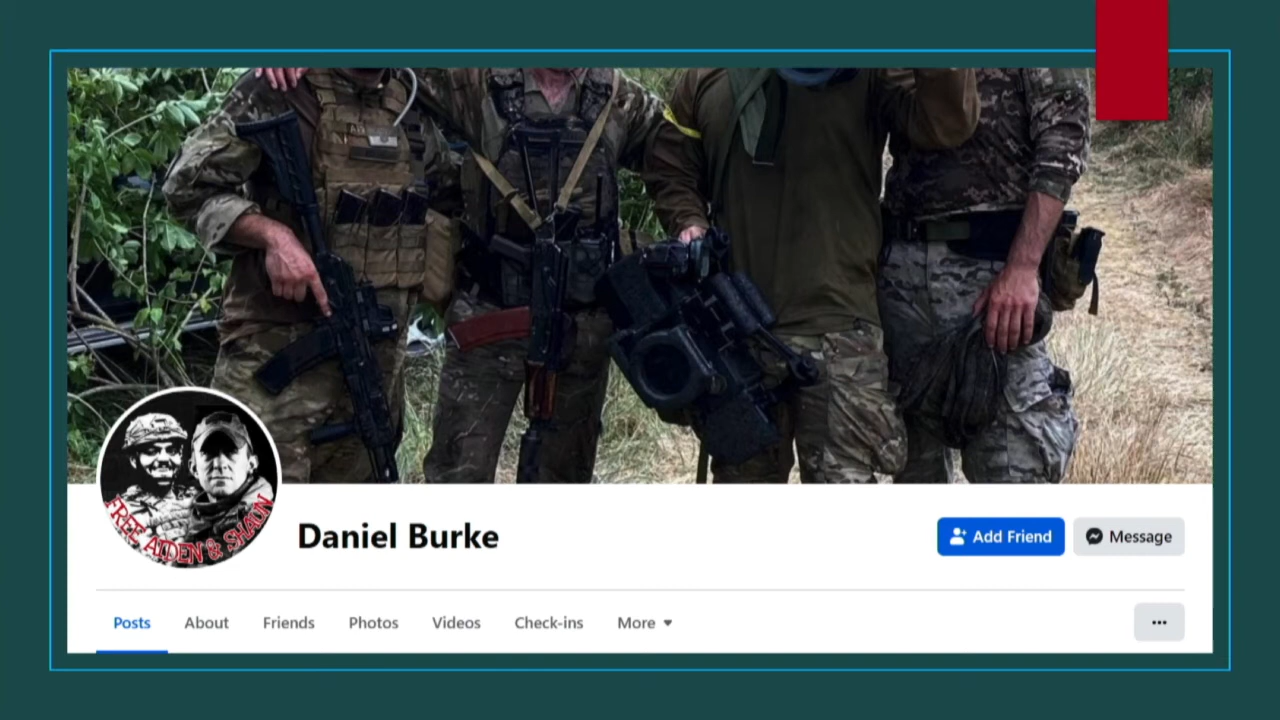 FREE AIDEN & SHAUN
Daniel Burke
Add Friend
Message
Posts
About
Friends
Photos
Videos
Check-ins
More